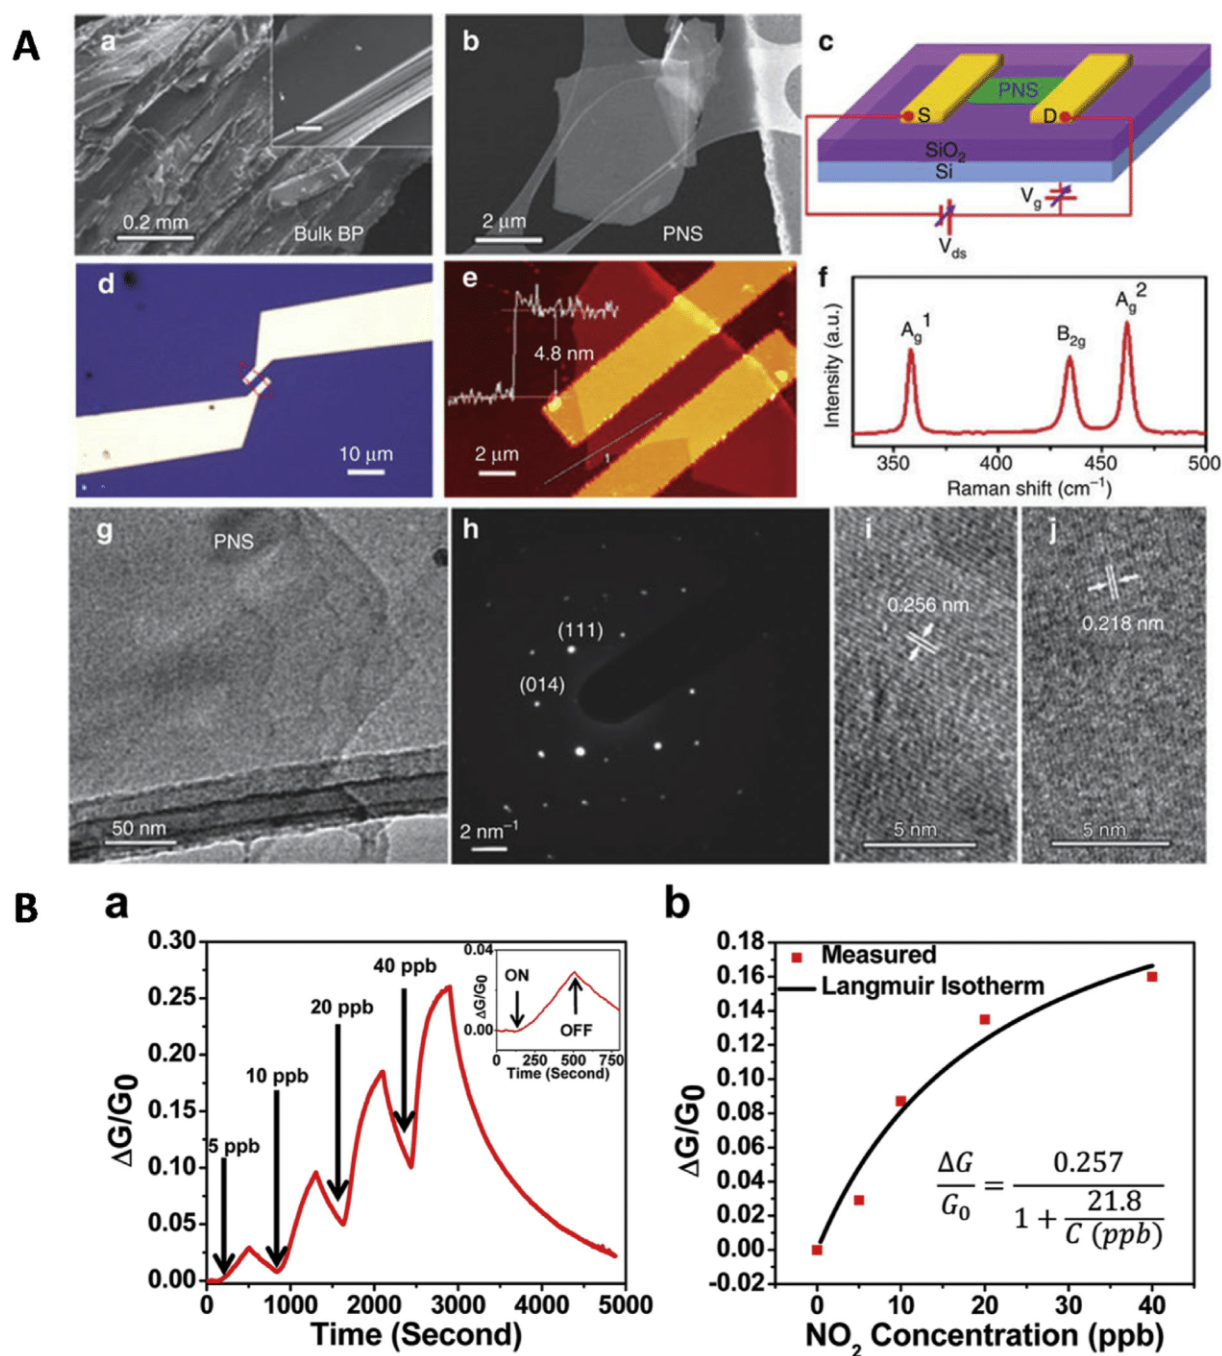 A
a
0.2 mm
Bulk BP
b
2 μm
PNS
c
PNS
S
D
SiO2
Si
Vg
Vds
d
10 μm
e
4.8 nm
1
2 μm
f
Intensity (a.u.)
Ag1
B2g
Ag2
350 400 450 500
Raman shift (cm−1)
g
PNS
50 nm
h
(111)
(014)
2 nm−1
i
0.256 nm
5 nm
j
0.218 nm
5 nm
B
a
ΔG/G0
0.30
0.25
0.20
0.15
0.10
0.05
0.00
5 ppb
10 ppb
20 ppb
40 ppb
0 1000 2000 3000 4000 5000
Time (Second)
ΔG/G0
0.04
0.00
ON
OFF
0 250 500 750
Time (Second)
b
ΔG/G0
0.18
0.16
0.14
0.12
0.10
0.08
0.06
0.04
0.02
0.00
-0.02
Measured
Langmuir Isotherm
ΔG/G0 = 0.257/(1 + 21.8/C (ppb))
0 10 20 30 40
NO2 Concentration (ppb)